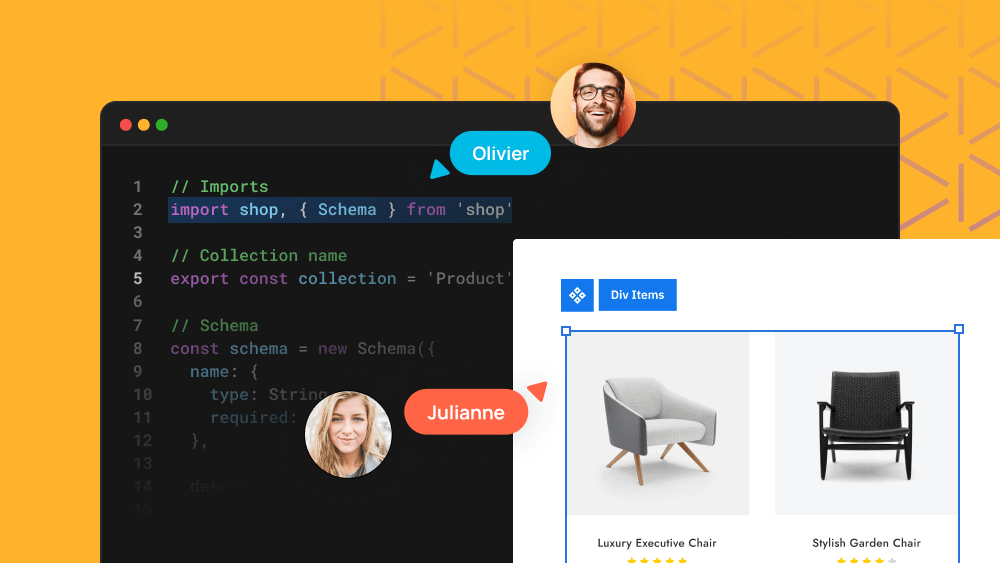 Olivier
1 // Imports
2 import shop, { Schema } from 'shop'
3
4 // Collection name
5 export const collection = 'Product'
6
7 // Schema
8 const schema = new Schema({
9 name: {
10 type: String
11 required:
12 },
13
14
15
Julianne
Div Items
Luxury Executive Chair
Stylish Garden Chair